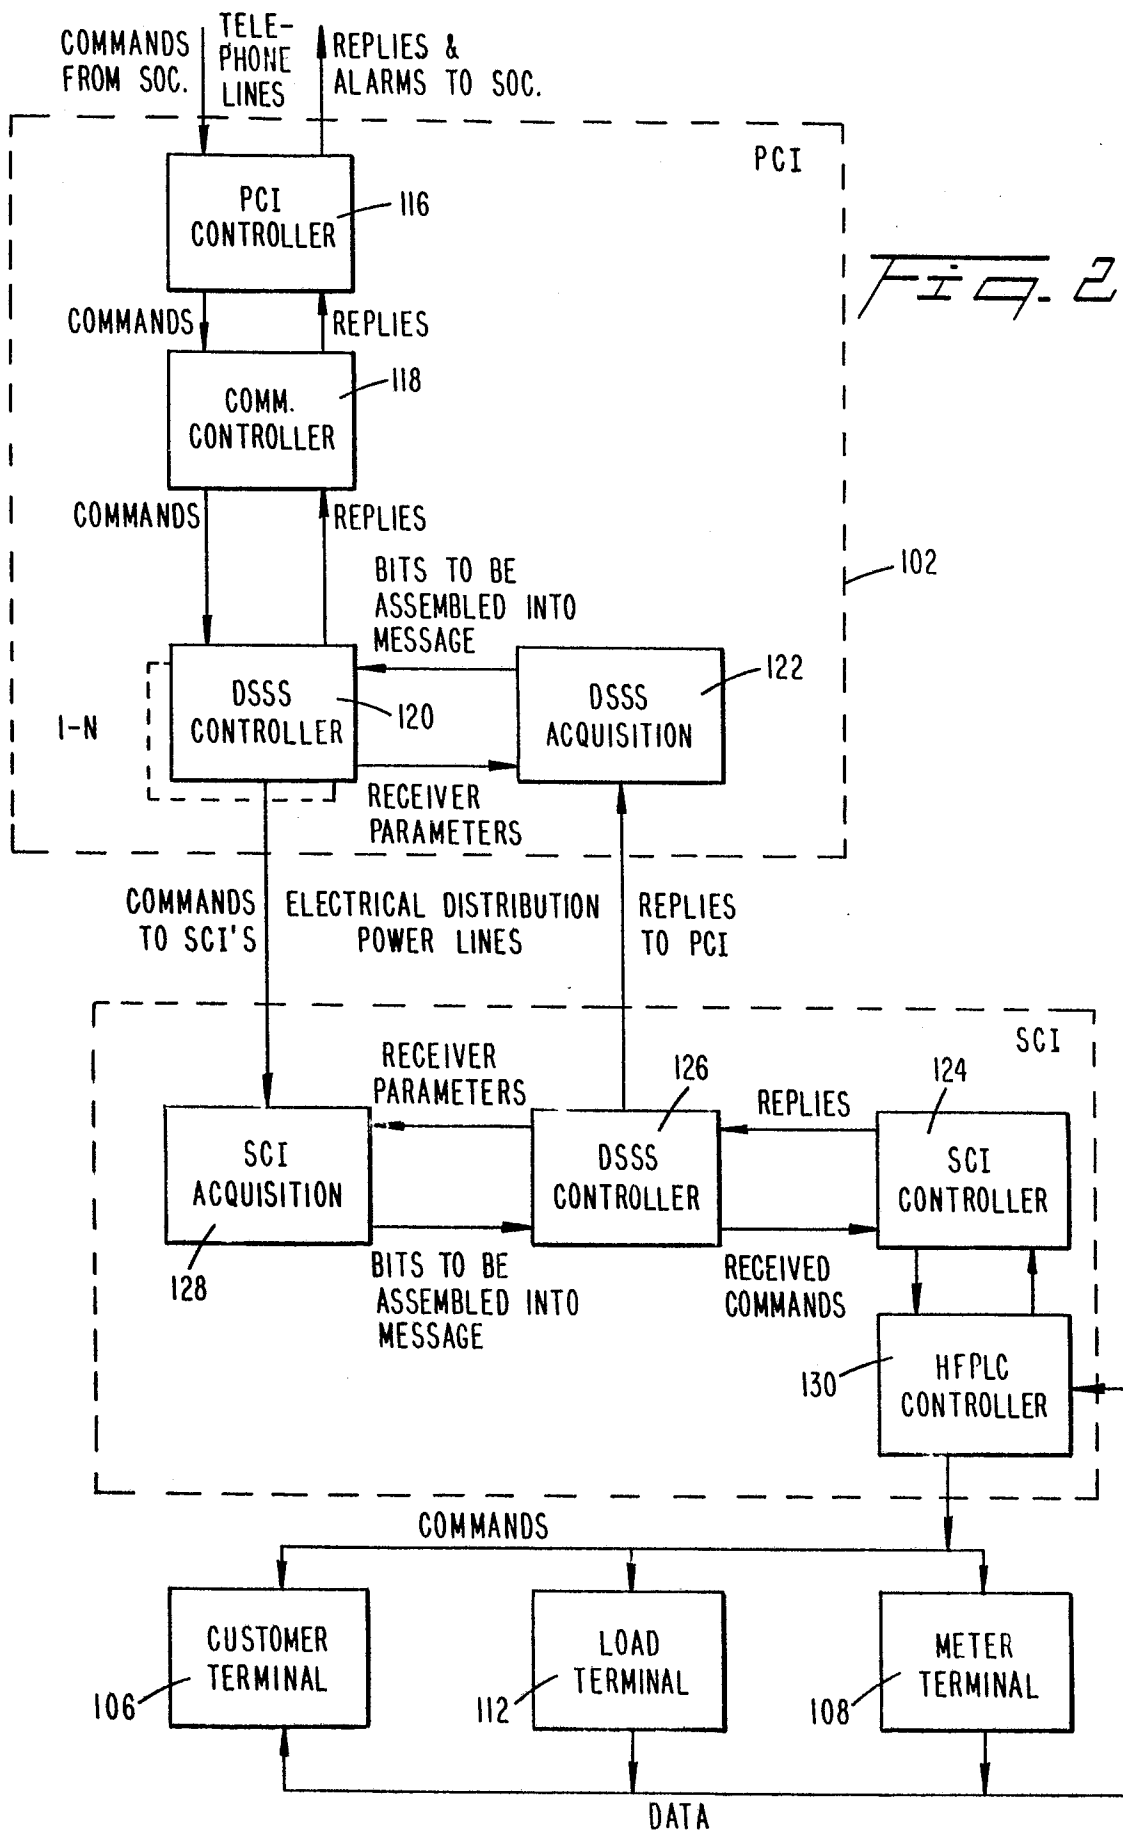 COMMANDS
FROM SOC.
TELE-
PHONE
LINES
REPLIES &
ALARMS TO SOC.
PCI
PCI
CONTROLLER
116
Fig. 2
COMMANDS
REPLIES
COMM.
CONTROLLER
118
COMMANDS
REPLIES
BITS TO BE
ASSEMBLED INTO
MESSAGE
102
1-N
DSSS
CONTROLLER
120
DSSS
ACQUISITION
122
RECEIVER
PARAMETERS
COMMANDS
TO SCI'S
ELECTRICAL DISTRIBUTION
POWER LINES
REPLIES
TO PCI
SCI
RECEIVER
PARAMETERS
126
REPLIES
124
SCI
ACQUISITION
128
DSSS
CONTROLLER
SCI
CONTROLLER
BITS TO BE
ASSEMBLED INTO
MESSAGE
RECEIVED
COMMANDS
130
HFPLC
CONTROLLER
COMMANDS
CUSTOMER
TERMINAL
106
LOAD
TERMINAL
112
METER
TERMINAL
108
DATA